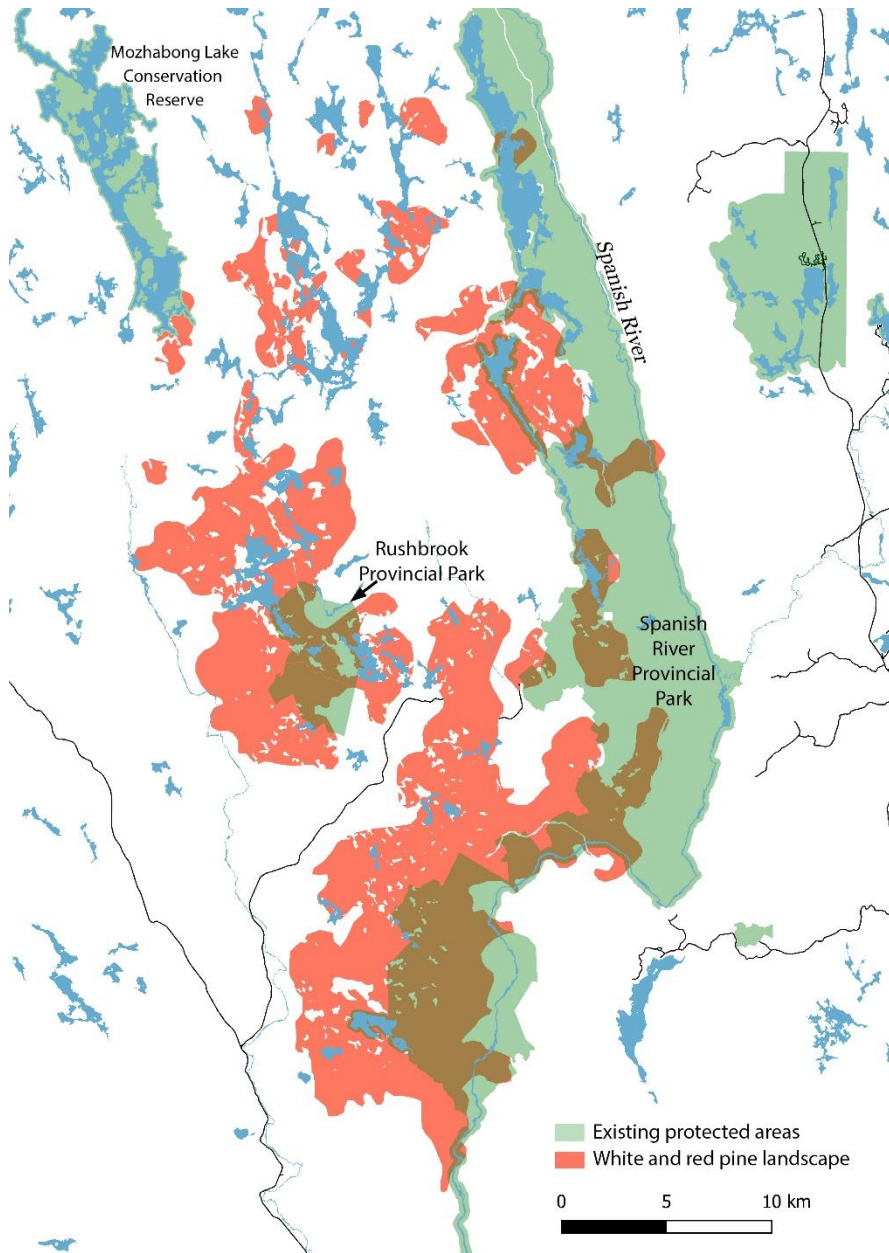 Mozhabong Lake
Conservation
Reserve
Spanish River
Rushbrook
Provincial Park
Spanish
River
Provincial
Park
Existing protected areas
White and red pine landscape
0 5 10 km